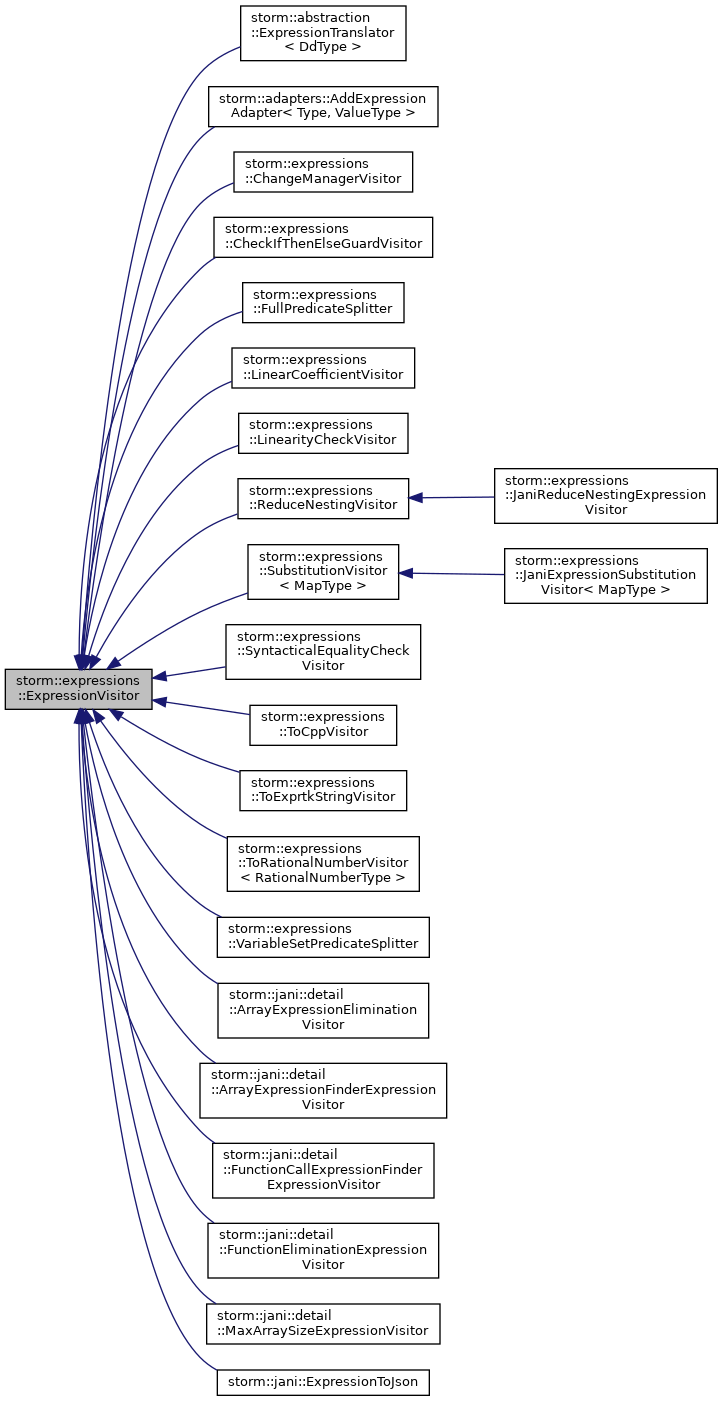 storm::abstraction
::ExpressionTranslator
< DdType >
storm::adapters::AddExpression
Adapter< Type, ValueType >
storm::expressions
::ChangeManagerVisitor
storm::expressions
::CheckIfThenElseGuardVisitor
storm::expressions
::FullPredicateSplitter
storm::expressions
::LinearCoefficientVisitor
storm::expressions
::LinearityCheckVisitor
storm::expressions
::ReduceNestingVisitor
storm::expressions
::JaniReduceNestingExpression
Visitor
storm::expressions
::SubstitutionVisitor
< MapType >
storm::expressions
::JaniExpressionSubstitution
Visitor< MapType >
storm::expressions
::SyntacticalEqualityCheck
Visitor
storm::expressions
::ExpressionVisitor
storm::expressions
::ToCppVisitor
storm::expressions
::ToExprtkStringVisitor
storm::expressions
::ToRationalNumberVisitor
< RationalNumberType >
storm::expressions
::VariableSetPredicateSplitter
storm::jani::detail
::ArrayExpressionElimination
Visitor
storm::jani::detail
::ArrayExpressionFinderExpression
Visitor
storm::jani::detail
::FunctionCallExpressionFinder
ExpressionVisitor
storm::jani::detail
::FunctionEliminationExpression
Visitor
storm::jani::detail
::MaxArraySizeExpressionVisitor
storm::jani::ExpressionToJson